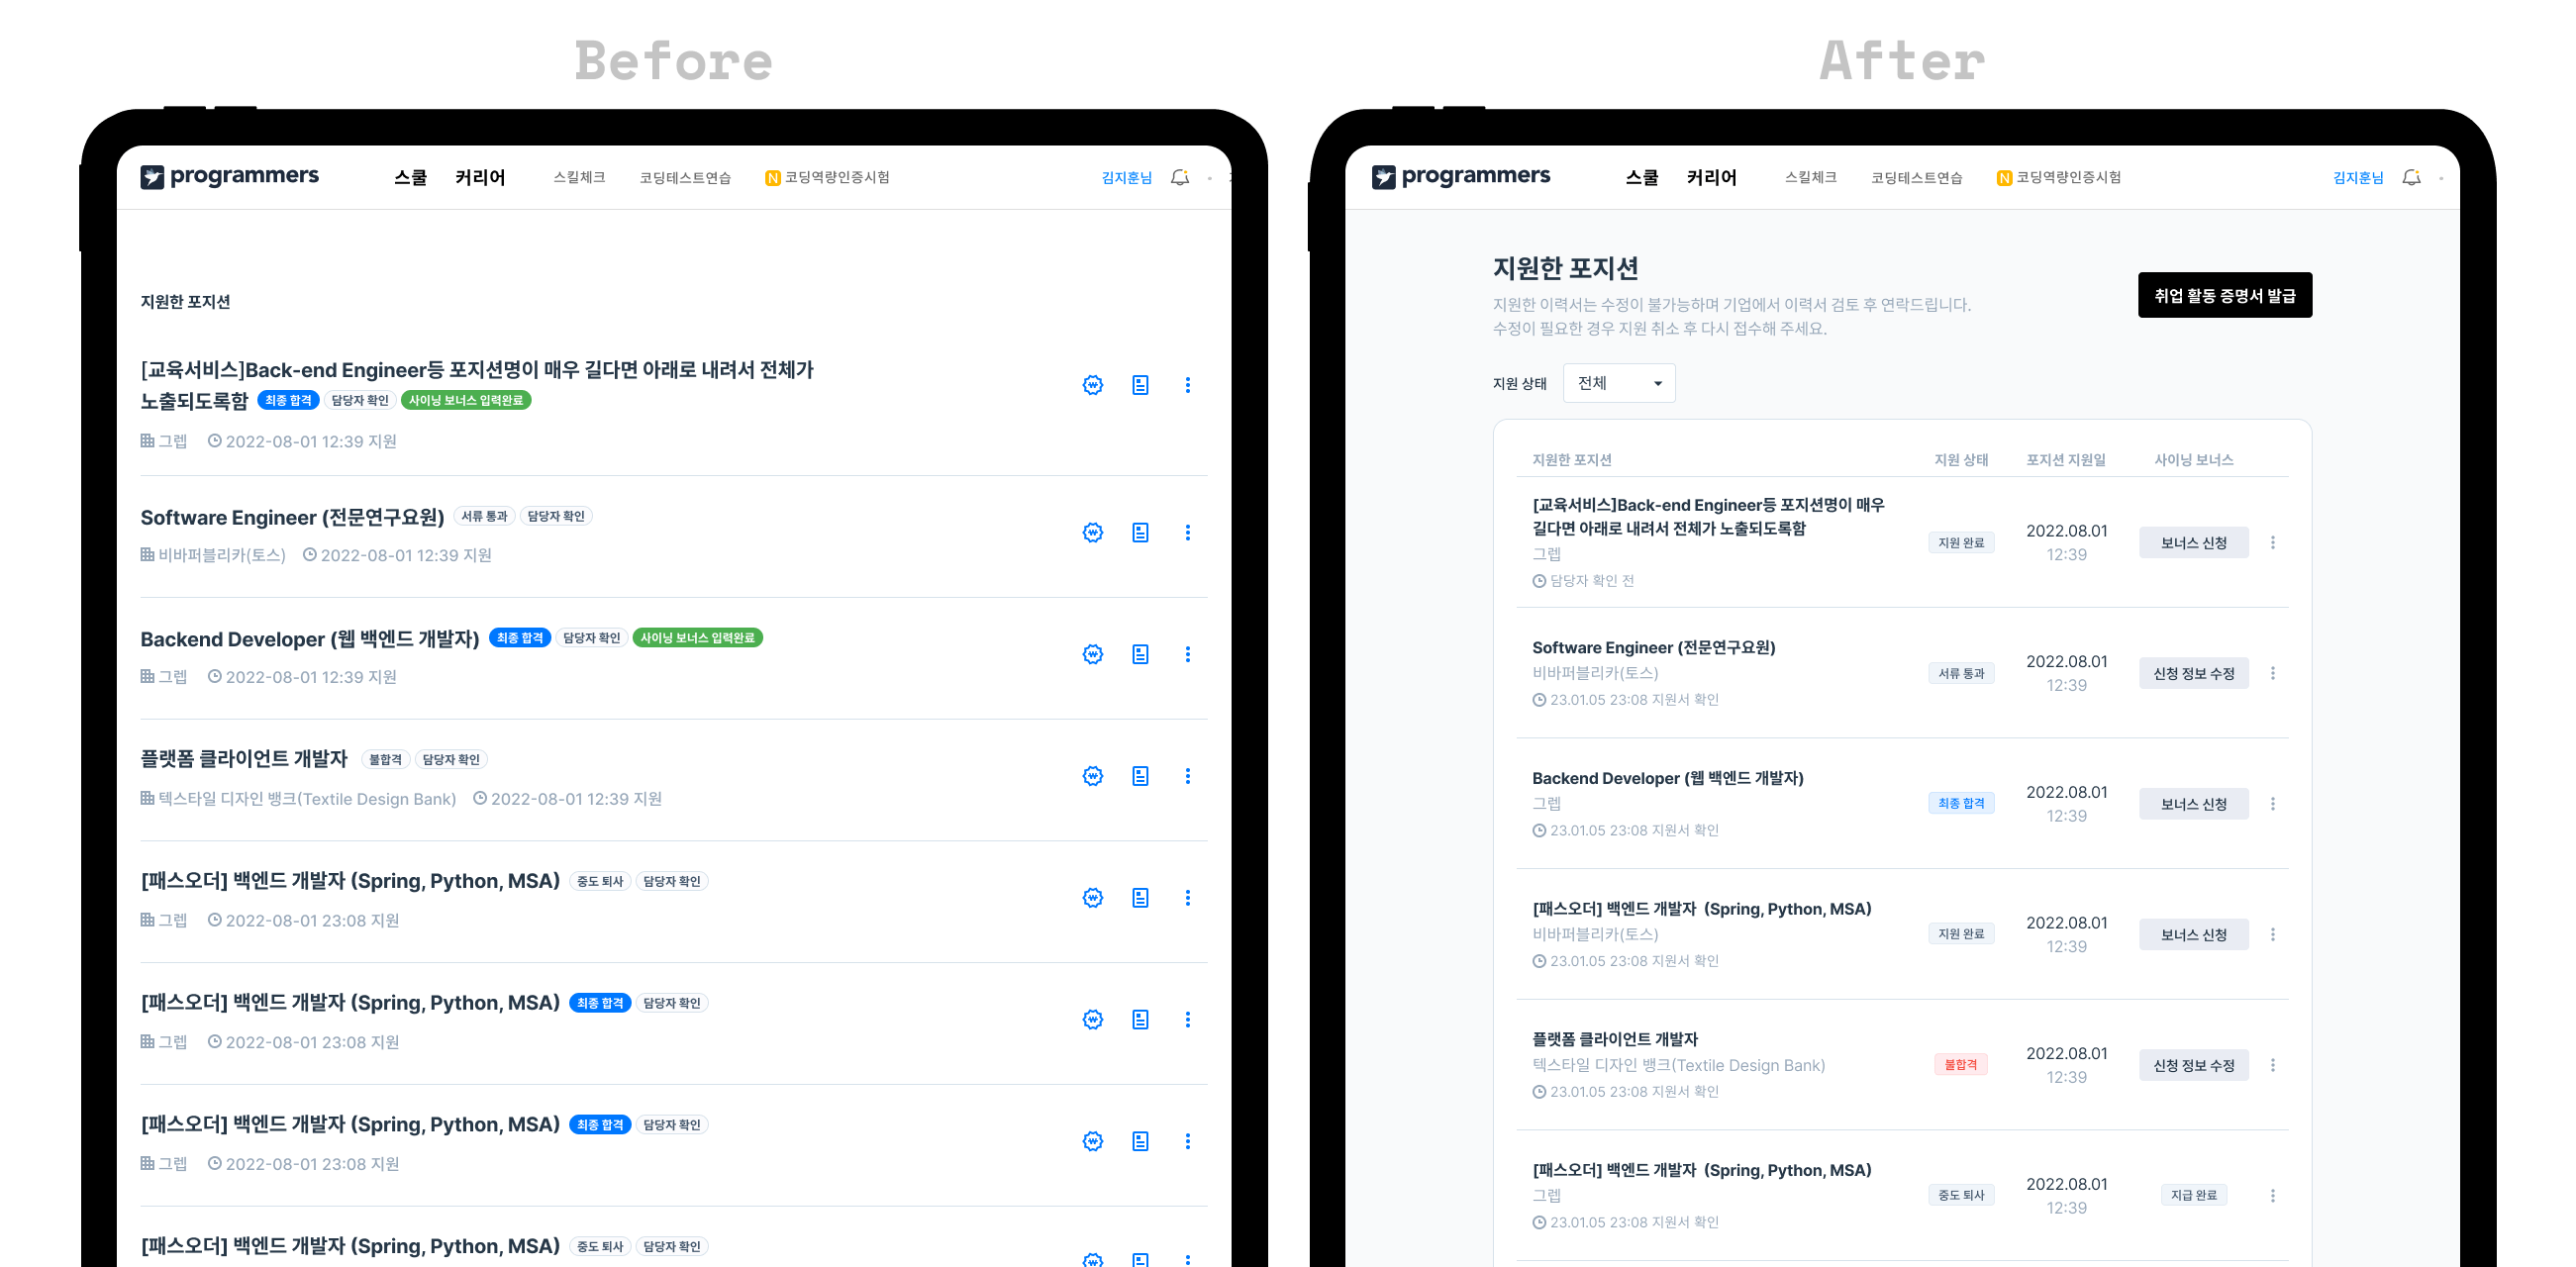 Before
programmers 스쿨 커리어 스킬체크 코딩테스트연습 N 코딩역량인증시험 김지훈님
지원한 포지션
[교육서비스]Back-end Engineer등 포지션명이 매우 길다면 아래로 내려서 전체가
노출되도록함 최종 합격 담당자 확인 사이닝 보너스 입력완료
그렙 2022-08-01 12:39 지원
Software Engineer (전문연구요원) 서류 통과 담당자 확인
비바퍼블리카(토스) 2022-08-01 12:39 지원
Backend Developer (웹 백엔드 개발자) 최종 합격 담당자 확인 사이닝 보너스 입력완료
그렙 2022-08-01 12:39 지원
플랫폼 클라이언트 개발자 불합격 담당자 확인
텍스타일 디자인 뱅크(Textile Design Bank) 2022-08-01 12:39 지원
[패스오더] 백엔드 개발자 (Spring, Python, MSA) 중도 퇴사 담당자 확인
그렙 2022-08-01 23:08 지원
[패스오더] 백엔드 개발자 (Spring, Python, MSA) 최종 합격 담당자 확인
그렙 2022-08-01 23:08 지원
[패스오더] 백엔드 개발자 (Spring, Python, MSA) 최종 합격 담당자 확인
그렙 2022-08-01 23:08 지원
[패스오더] 백엔드 개발자 (Spring, Python, MSA) 중도 퇴사 담당자 확인
After
programmers 스쿨 커리어 스킬체크 코딩테스트연습 N 코딩역량인증시험 김지훈님
지원한 포지션
지원한 이력서는 수정이 불가능하며 기업에서 이력서 검토 후 연락드립니다.
수정이 필요한 경우 지원 취소 후 다시 접수해 주세요.
취업 활동 증명서 발급
지원 상태 전체
지원한 포지션 지원 상태 포지션 지원일 사이닝 보너스
[교육서비스]Back-end Engineer등 포지션명이 매우
길다면 아래로 내려서 전체가 노출되도록함
그렙
담당자 확인 전
지원 완료
2022.08.01
12:39
보너스 신청
Software Engineer (전문연구요원)
비바퍼블리카(토스)
23.01.05 23:08 지원서 확인
서류 통과
2022.08.01
12:39
신청 정보 수정
Backend Developer (웹 백엔드 개발자)
그렙
23.01.05 23:08 지원서 확인
최종 합격
2022.08.01
12:39
보너스 신청
[패스오더] 백엔드 개발자 (Spring, Python, MSA)
비바퍼블리카(토스)
23.01.05 23:08 지원서 확인
지원 완료
2022.08.01
12:39
보너스 신청
플랫폼 클라이언트 개발자
텍스타일 디자인 뱅크(Textile Design Bank)
23.01.05 23:08 지원서 확인
불합격
2022.08.01
12:39
신청 정보 수정
[패스오더] 백엔드 개발자 (Spring, Python, MSA)
그렙
23.01.05 23:08 지원서 확인
중도 퇴사
2022.08.01
12:39
지급 완료